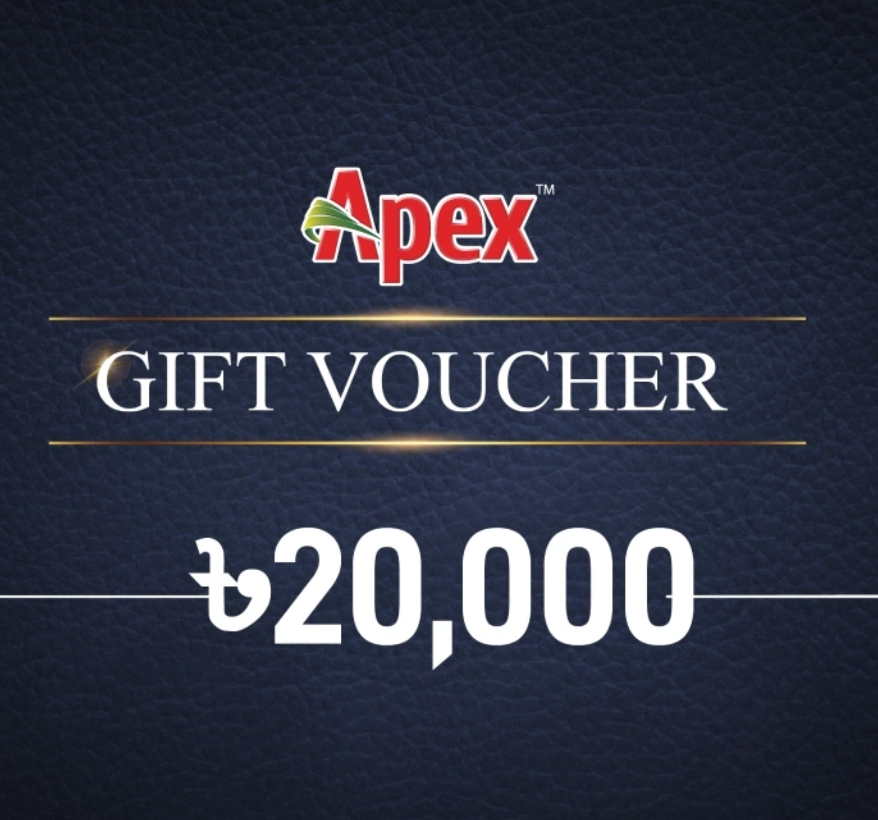 Apex™
GIFT VOUCHER
৳20,000